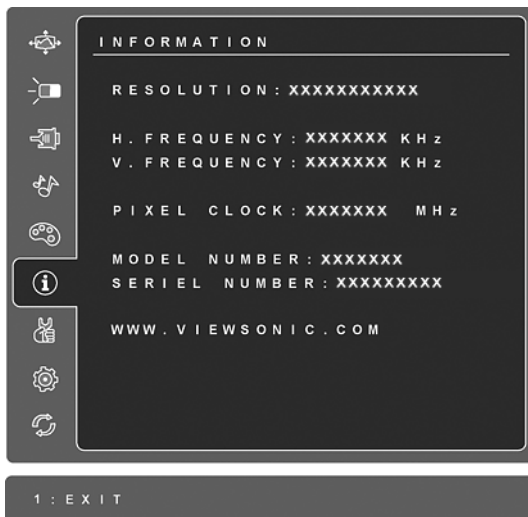 INFORMATION
RESOLUTION: XXXXXXXXXXX
H. FREQUENCY: XXXXXXX KHz
V. FREQUENCY: XXXXXXX KHz
PIXEL CLOCK: XXXXXXX MHz
MODEL NUMBER: XXXXXXX
SERIEL NUMBER: XXXXXXXXX
WWW.VIEWSONIC.COM
1:EXIT